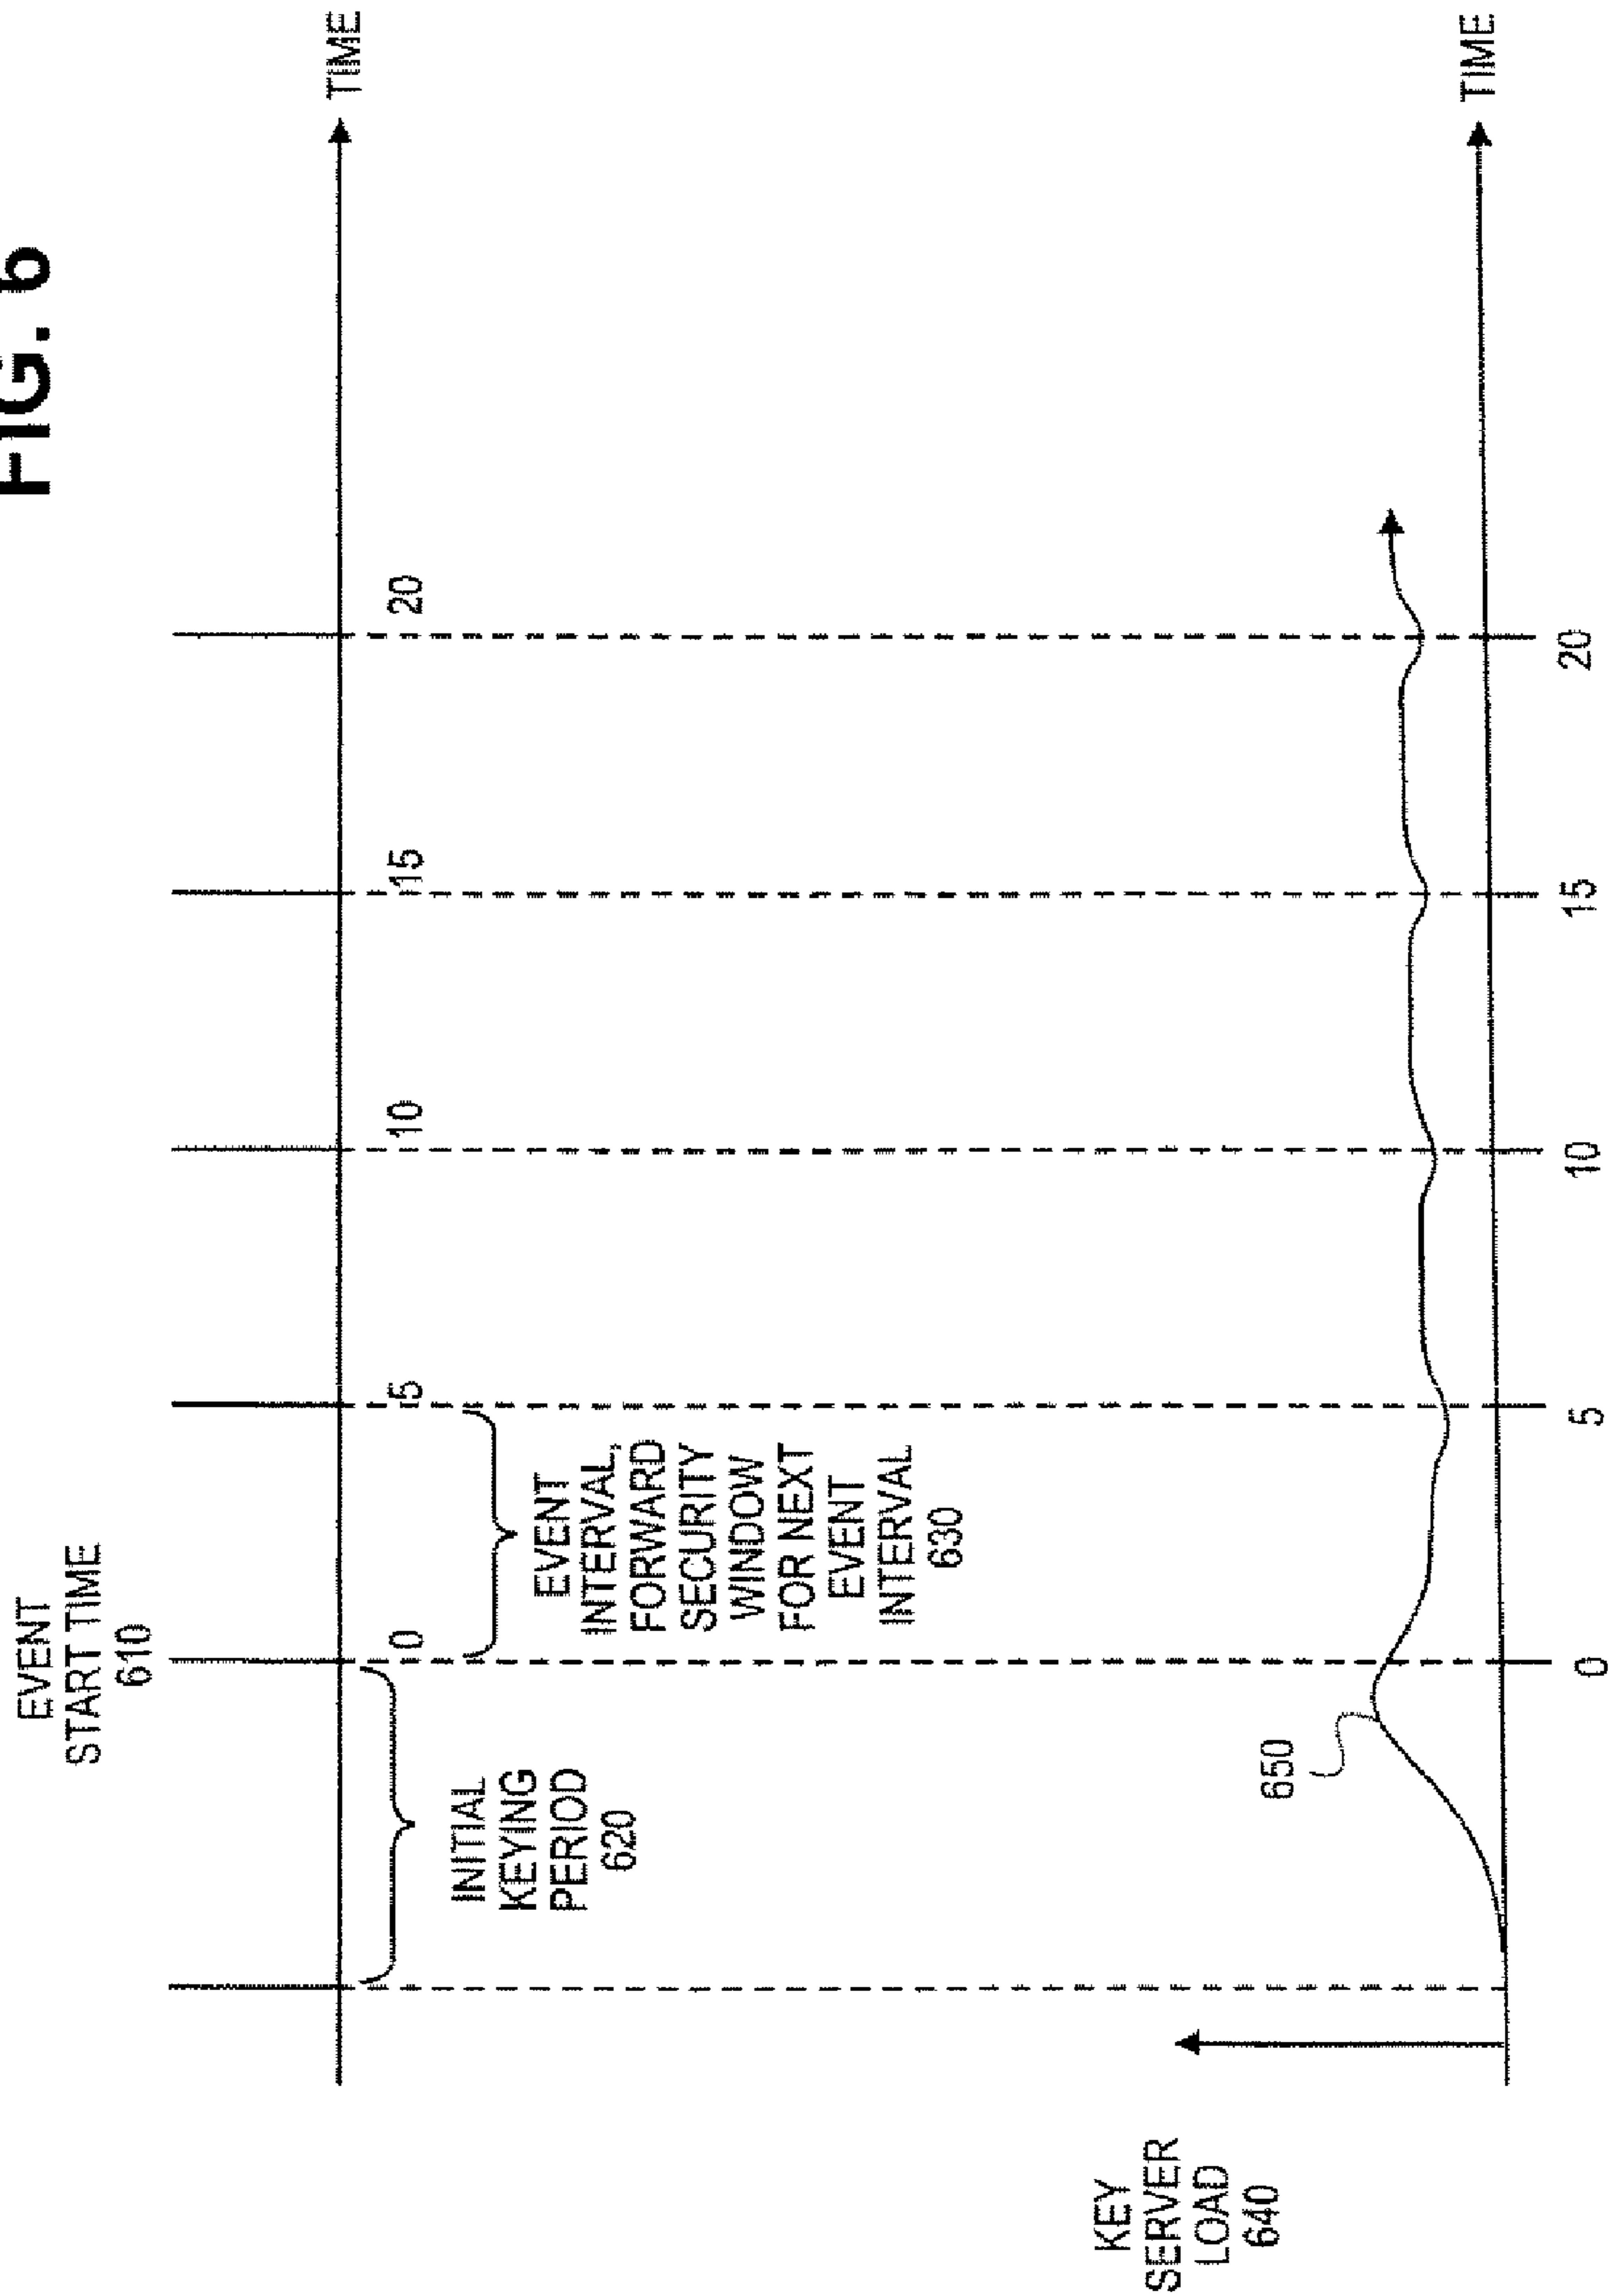 FIG. 6
EVENT
START TIME
610
TIME
0
5
10
15
20
INITIAL
KEYING
PERIOD
620
EVENT
INTERVAL,
FORWARD
SECURITY
WINDOW
FOR NEXT
EVENT
INTERVAL
630
KEY
SERVER
LOAD
640
650
TIME
0
5
10
15
20